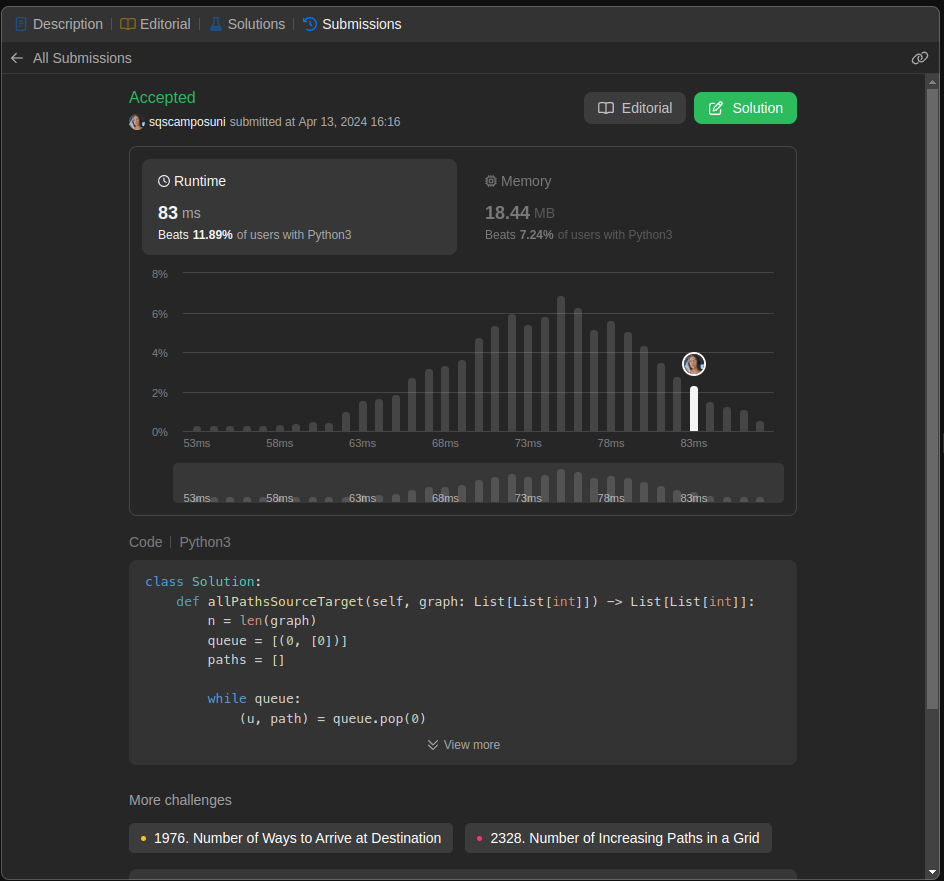 Description | Editorial | Solutions | Submissions
All Submissions
Accepted
sqscamposuni submitted at Apr 13, 2024 16:16
Editorial
Solution
Runtime
83 ms
Beats 11.89% of users with Python3
Memory
18.44 MB
Beats 7.24% of users with Python3
8%
6%
4%
2%
0%
53ms 58ms 63ms 68ms 73ms 78ms 83ms
53ms 58ms 63ms 68ms 73ms 78ms 83ms
Code | Python3
class Solution:
    def allPathsSourceTarget(self, graph: List[List[int]]) -> List[List[int]]:
        n = len(graph)
        queue = [(0, [0])]
        paths = []

        while queue:
            (u, path) = queue.pop(0)
View more
More challenges
1976. Number of Ways to Arrive at Destination
2328. Number of Increasing Paths in a Grid